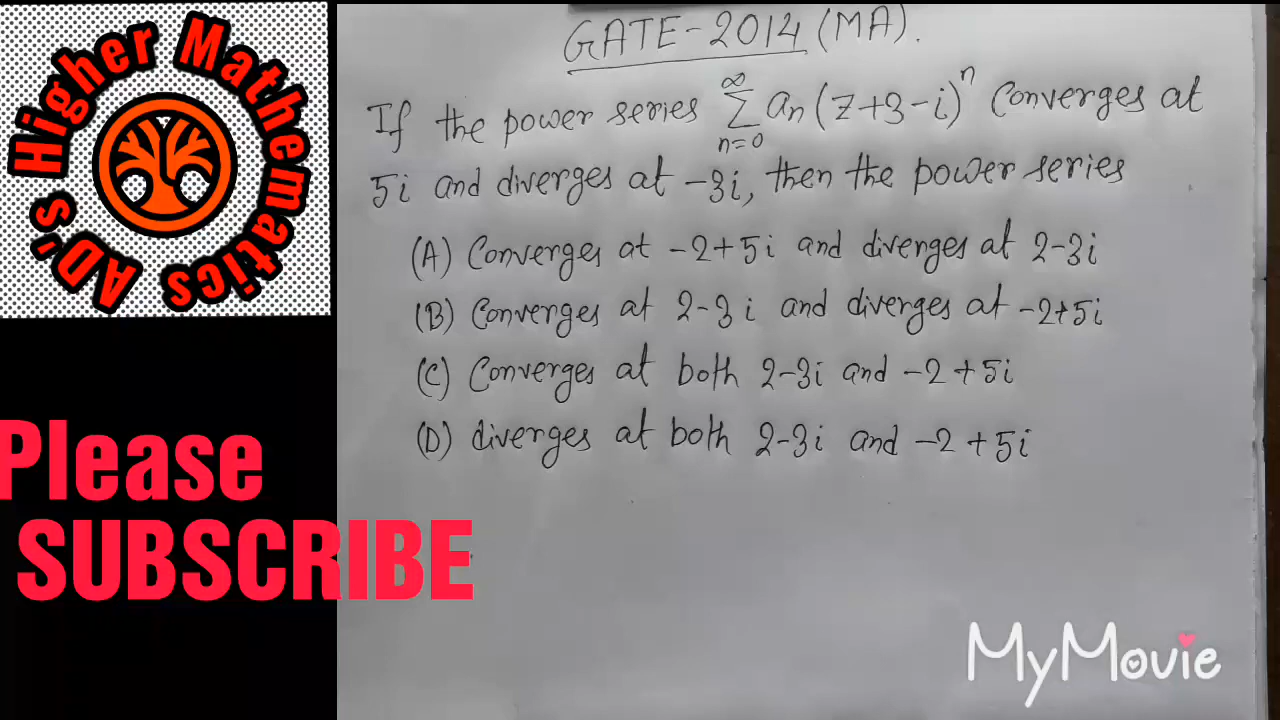 AD's Higher Mathematics
GATE-2014 (MA).
If the power series ∑_{n=0}^{∞} an (z+3-i)^n Converges at
5i and diverges at -3i, then the power series
(A) Converges at -2+5i and diverges at 2-3i
(B) Converges at 2-3i and diverges at -2+5i
(C) Converges at both 2-3i and -2+5i
(D) diverges at both 2-3i and -2+5i
Please
SUBSCRIBE
MyMovie